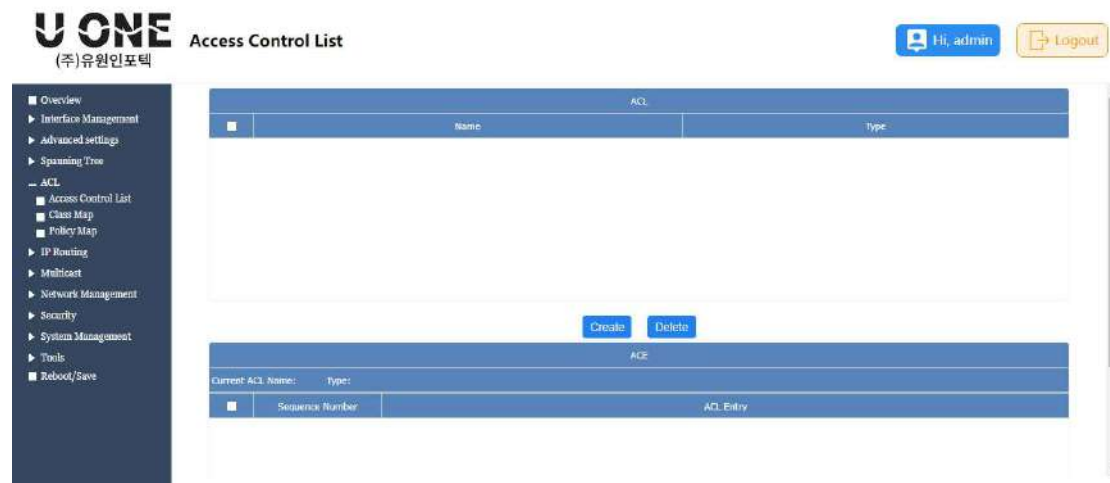 U ONE
(주)유원인포텍
Access Control List
Hi, admin
Logout
Overview
Interface Management
Advanced settings
Spanning Tree
ACL
Access Control List
Class Map
Policy Map
IP Routing
Multicast
Network Management
Security
System Management
Tools
Reboot/Save
ACL
Name Type
Create Delete
ACE
Current ACL Name: Type:
Sequence Number ACL Entry